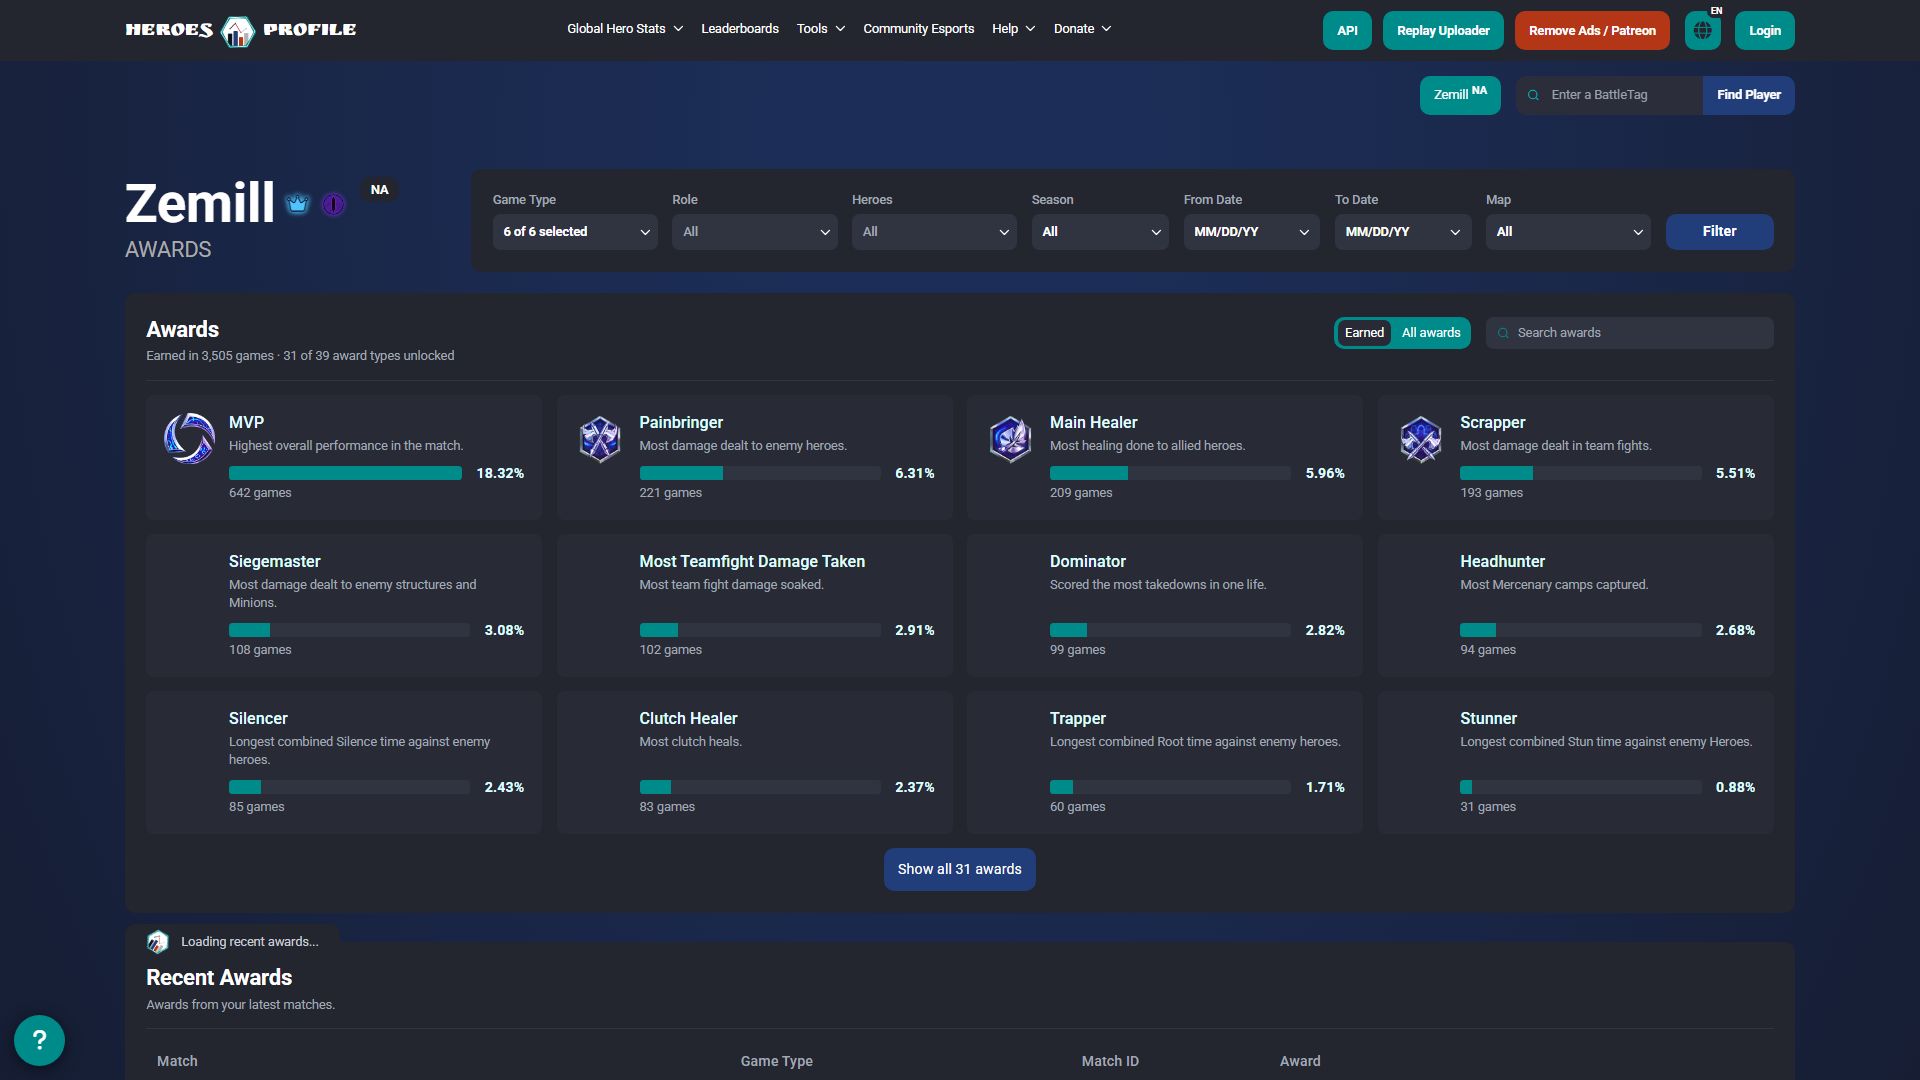 HEROES PROFILE
Global Hero Stats
Leaderboards
Tools
Community Esports
Help
Donate
API
Replay Uploader
Remove Ads / Patreon
EN
Login
Zemill NA
Enter a BattleTag
Find Player
Zemill
NA
AWARDS
Game Type
6 of 6 selected
Role
All
Heroes
All
Season
All
From Date
MM/DD/YY
To Date
MM/DD/YY
Map
All
Filter
Awards
Earned in 3,505 games · 31 of 39 award types unlocked
Earned
All awards
Search awards
MVP
Highest overall performance in the match.
18.32%
642 games
Painbringer
Most damage dealt to enemy heroes.
6.31%
221 games
Main Healer
Most healing done to allied heroes.
5.96%
209 games
Scrapper
Most damage dealt in team fights.
5.51%
193 games
Siegemaster
Most damage dealt to enemy structures and
Minions.
3.08%
108 games
Most Teamfight Damage Taken
Most team fight damage soaked.
2.91%
102 games
Dominator
Scored the most takedowns in one life.
2.82%
99 games
Headhunter
Most Mercenary camps captured.
2.68%
94 games
Silencer
Longest combined Silence time against enemy
heroes.
2.43%
85 games
Clutch Healer
Most clutch heals.
2.37%
83 games
Trapper
Longest combined Root time against enemy heroes.
1.71%
60 games
Stunner
Longest combined Stun time against enemy Heroes.
0.88%
31 games
Show all 31 awards
Loading recent awards...
Recent Awards
Awards from your latest matches.
?
Match
Game Type
Match ID
Award